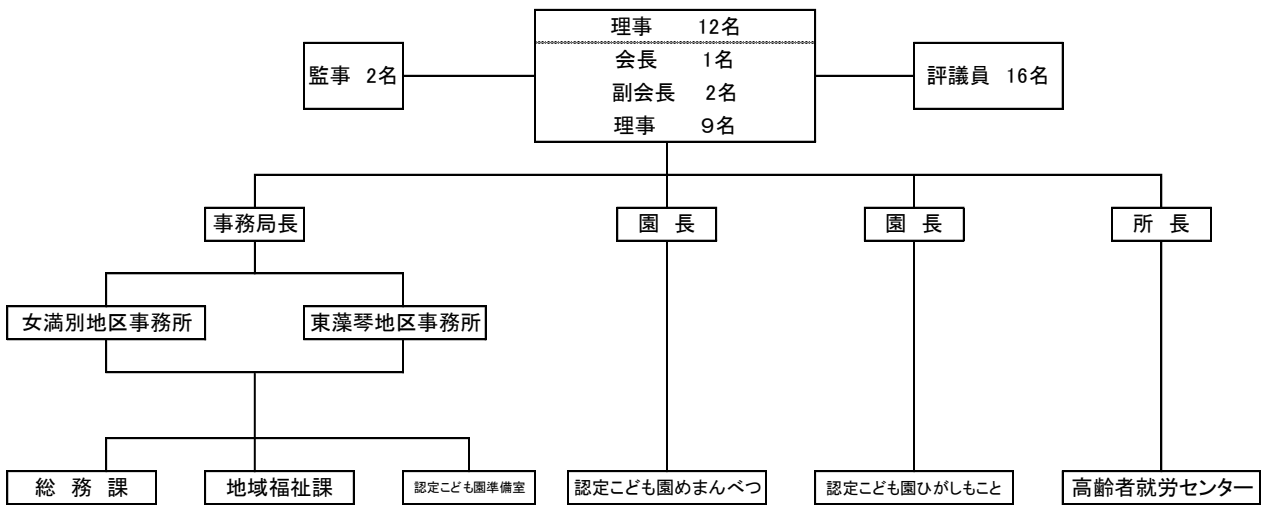 理事 12名
会長 1名
副会長 2名
理事 ９名
監事 2名
評議員 16名
事務局長
園 長
園 長
所 長
女満別地区事務所
東藻琴地区事務所
総 務 課
地域福祉課
認定こども園準備室
認定こども園めまんべつ
認定こども園ひがしもこと
高齢者就労センター